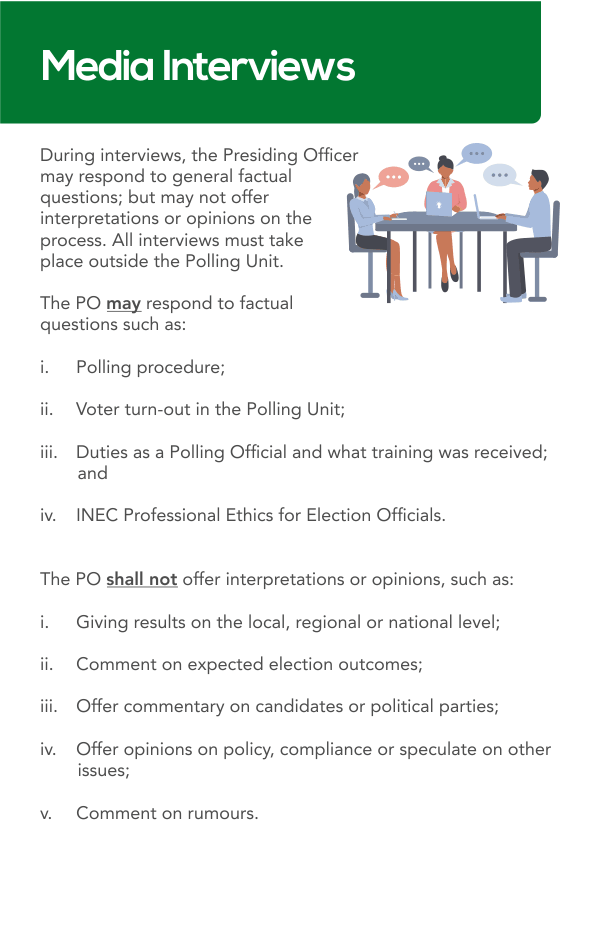 Media Interviews
During interviews, the Presiding Officer
may respond to general factual
questions; but may not offer
interpretations or opinions on the
process. All interviews must take
place outside the Polling Unit.
The PO may respond to factual
questions such as:
i. Polling procedure;
ii. Voter turn-out in the Polling Unit;
iii. Duties as a Polling Official and what training was received;
and
iv. INEC Professional Ethics for Election Officials.
The PO shall not offer interpretations or opinions, such as:
i. Giving results on the local, regional or national level;
ii. Comment on expected election outcomes;
iii. Offer commentary on candidates or political parties;
iv. Offer opinions on policy, compliance or speculate on other
issues;
v. Comment on rumours.